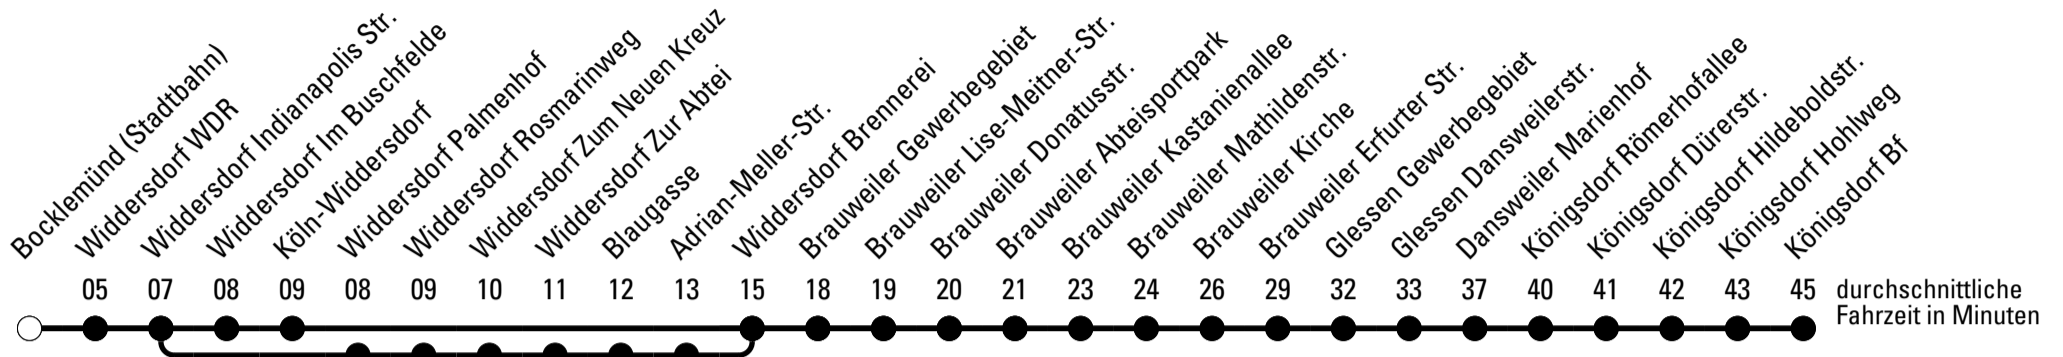 Bocklemünd (Stadtbahn)
Widdersdorf WDR
Widdersdorf Indianapolis Str.
Widdersdorf Im Buschfelde
Köln-Widdersdorf
Widdersdorf Palmenhof
Widdersdorf Rosmarinweg
Widdersdorf Zum Neuen Kreuz
Widdersdorf Zur Abtei
Blaugasse
Adrian-Meller-Str.
Widdersdorf Brennerei
Brauweiler Gewerbegebiet
Brauweiler Lise-Meitner-Str.
Brauweiler Donatusstr.
Brauweiler Abteisportpark
Brauweiler Kastanienallee
Brauweiler Mathildenstr.
Brauweiler Kirche
Brauweiler Erfurter Str.
Glessen Gewerbegebiet
Glessen Dansweilerstr.
Dansweiler Marienhof
Königsdorf Römerhofallee
Königsdorf Dürerstr.
Königsdorf Hildeboldstr.
Königsdorf Hohlweg
Königsdorf Bf
05 07 08 09 08 09 10 11 12 13 15 18 19 20 21 23 24 26 29 32 33 37 40 41 42 43 45 durchschnittliche
Fahrzeit in Minuten